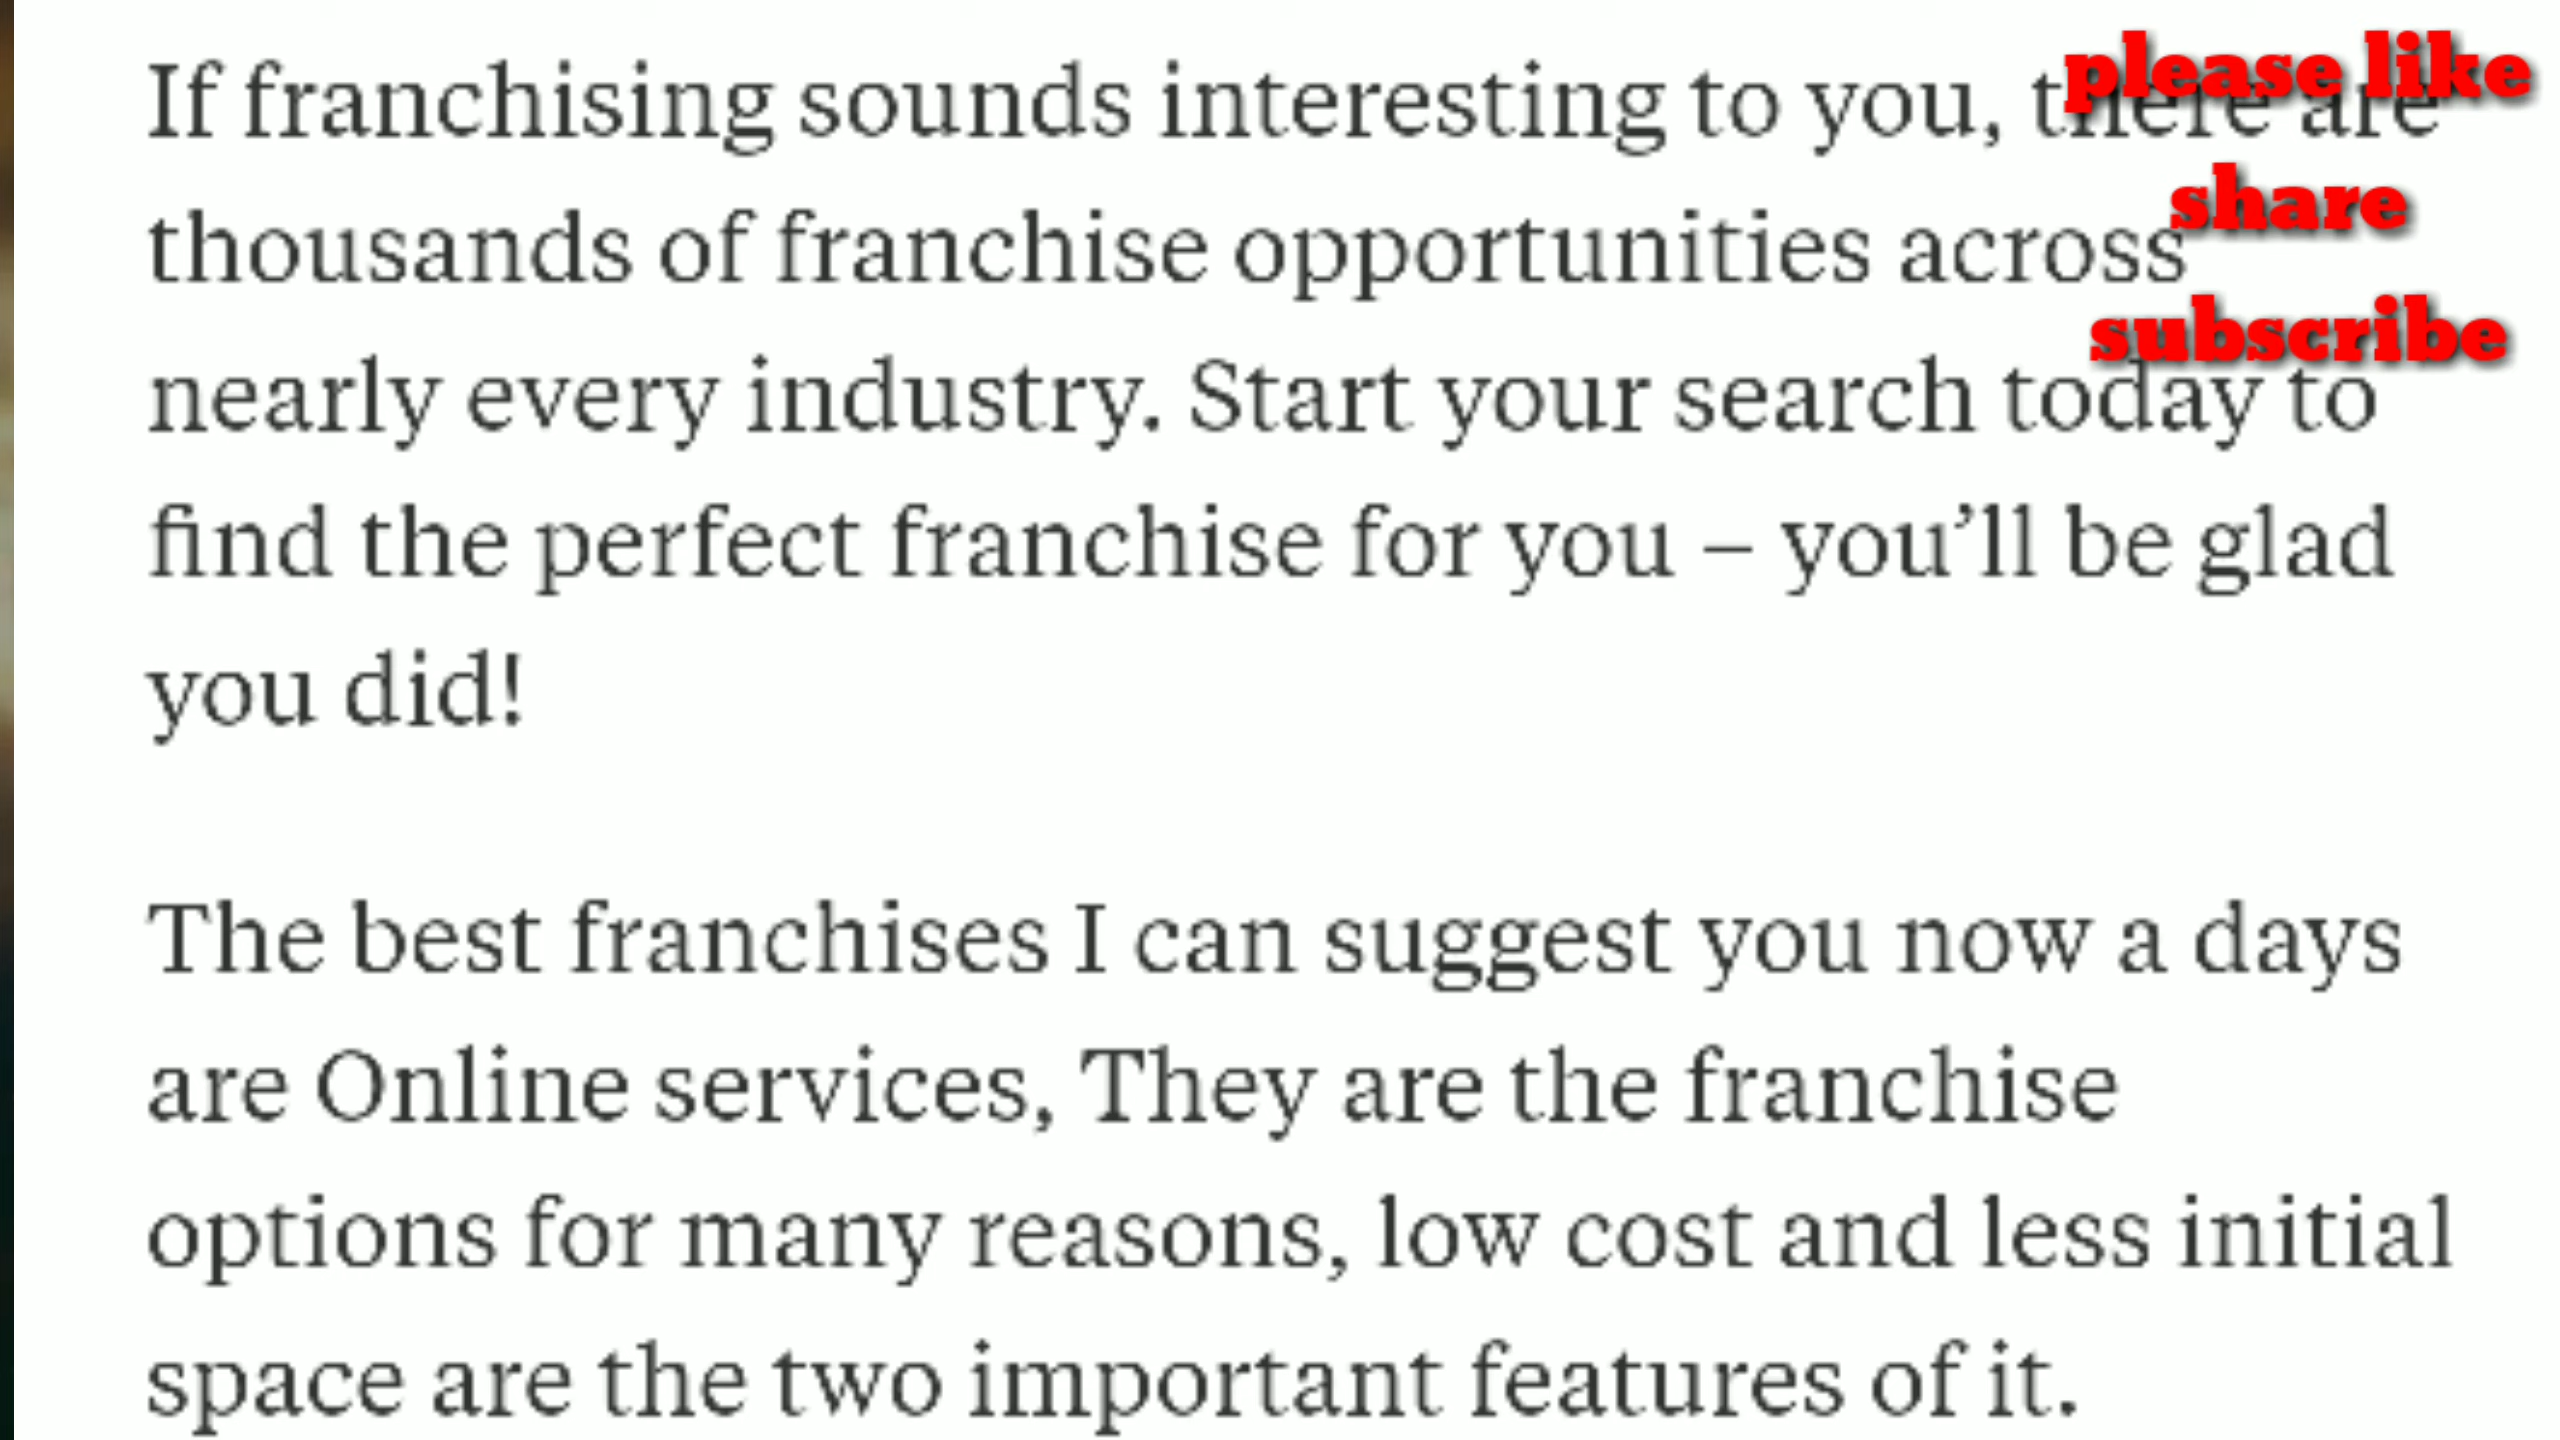 If franchising sounds interesting to you, there are
thousands of franchise opportunities across
nearly every industry. Start your search today to
find the perfect franchise for you – you’ll be glad
you did!
The best franchises I can suggest you now a days
are Online services, They are the franchise
options for many reasons, low cost and less initial
space are the two important features of it.
please like
share
subscribe